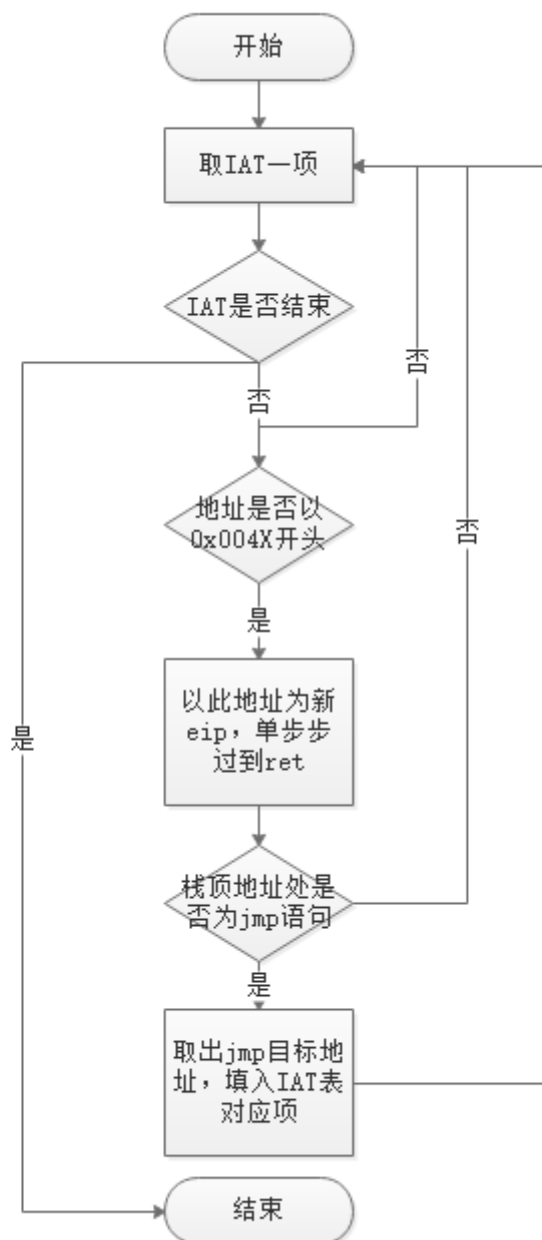 开始
取IAT一项
IAT是否结束
否
否
地址是否以
0x004X开头
否
是
以此地址为新
eip，单步步
过到ret
是
栈顶地址处是
否为jmp语句
是
取出jmp目标地
址，填入IAT表
对应项
结束